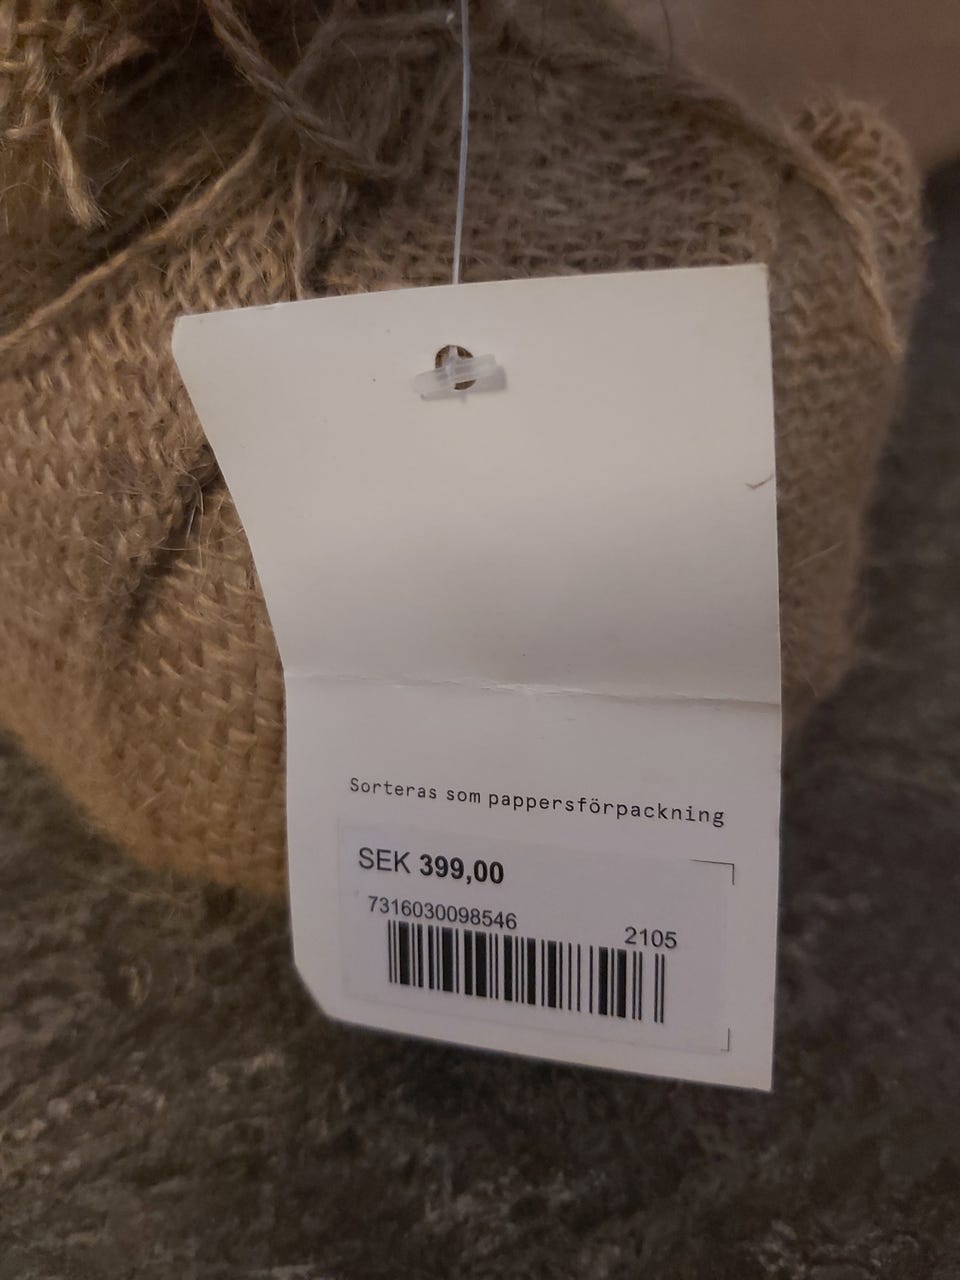 Sorteras som pappersförpackning
SEK 399,00
7316030098546
2105